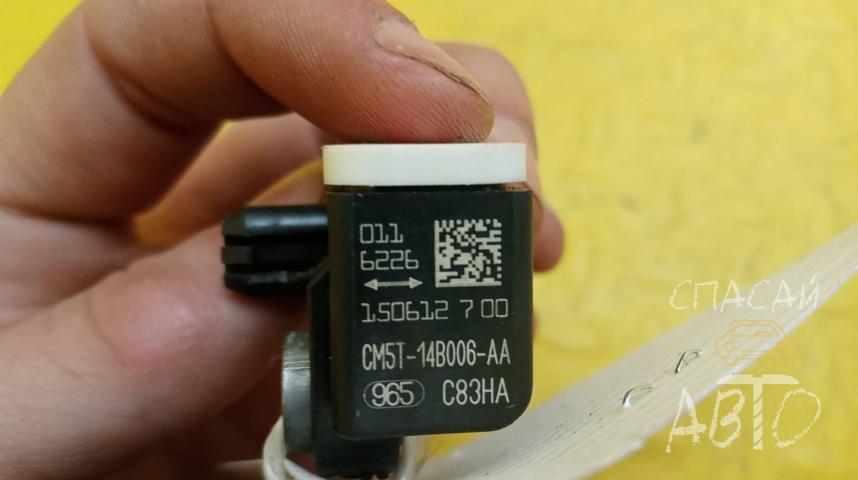 011
6226
150612 7 00
CM5T-14B006-AA
965 C83HA
СПАСАЙ
АВТО